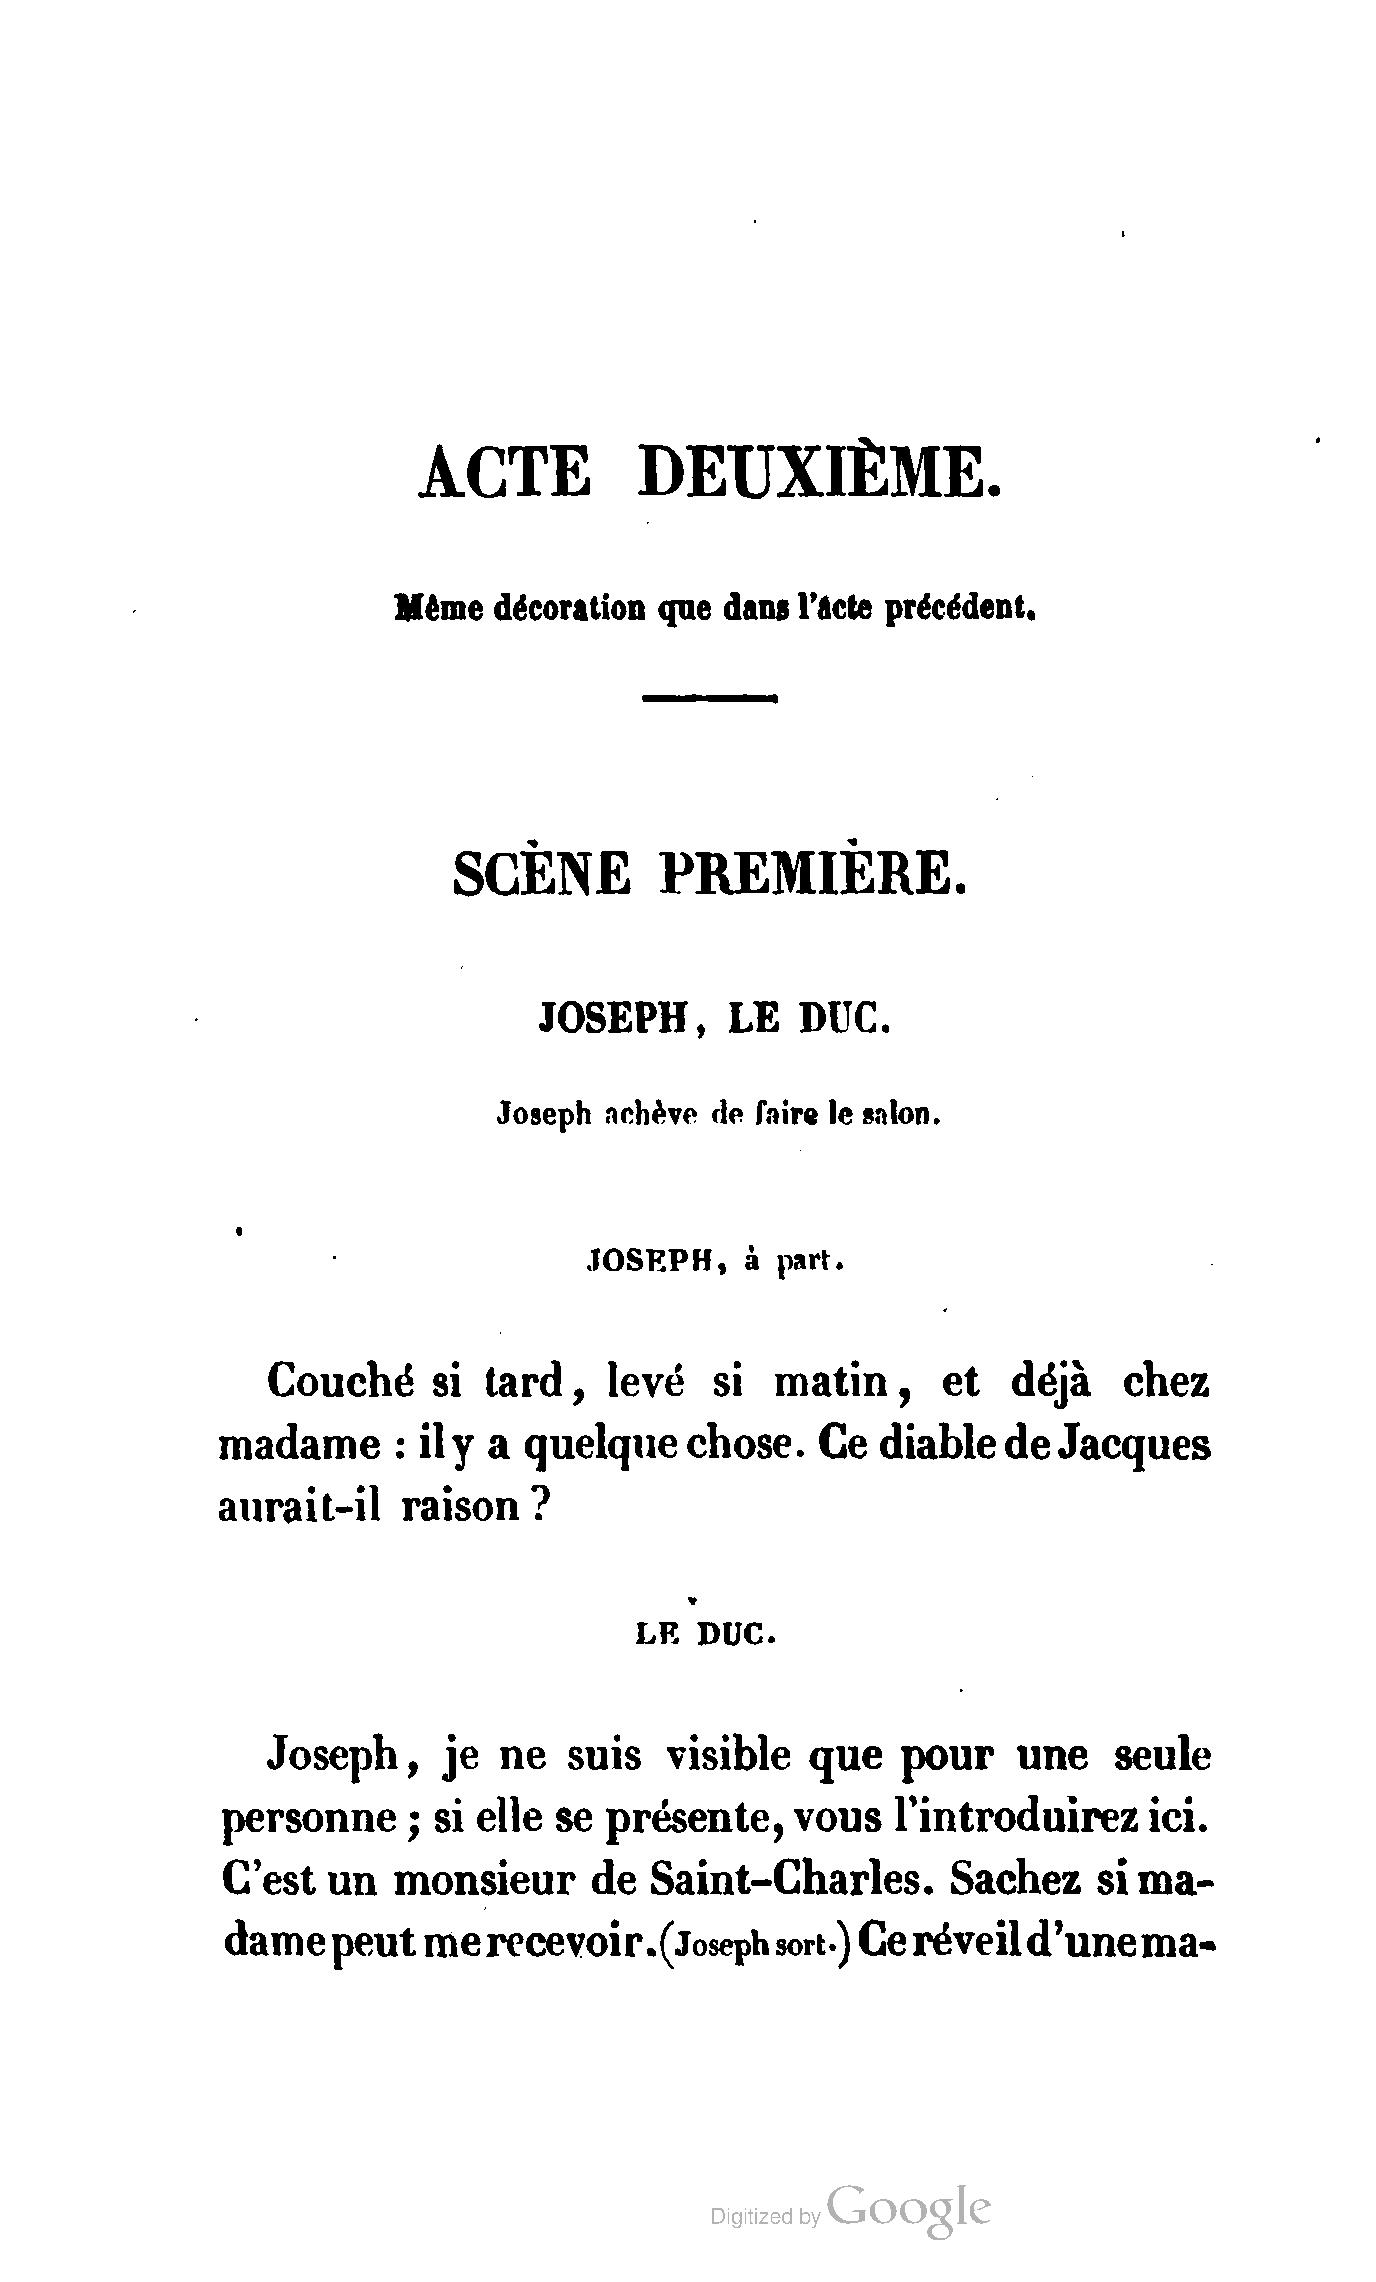 ACTE DEUXIÈME.
Même décoration que dans l'acte précédent.
SCÈNE PREMIÈRE.
JOSEPH, LE DUC.
Joseph achève de faire le salon.
JOSEPH, à part.
Couché si tard, levé si matin, et déjà chez
madame : il y a quelque chose. Ce diable de Jacques
aurait-il raison ?
LE DUC.
Joseph, je ne suis visible que pour une seule
personne ; si elle se présente, vous l'introduirez ici.
C'est un monsieur de Saint-Charles. Sachez si ma-
dame peut me recevoir. (Joseph sort.) Ce réveil d'une ma-
Digitized by Google